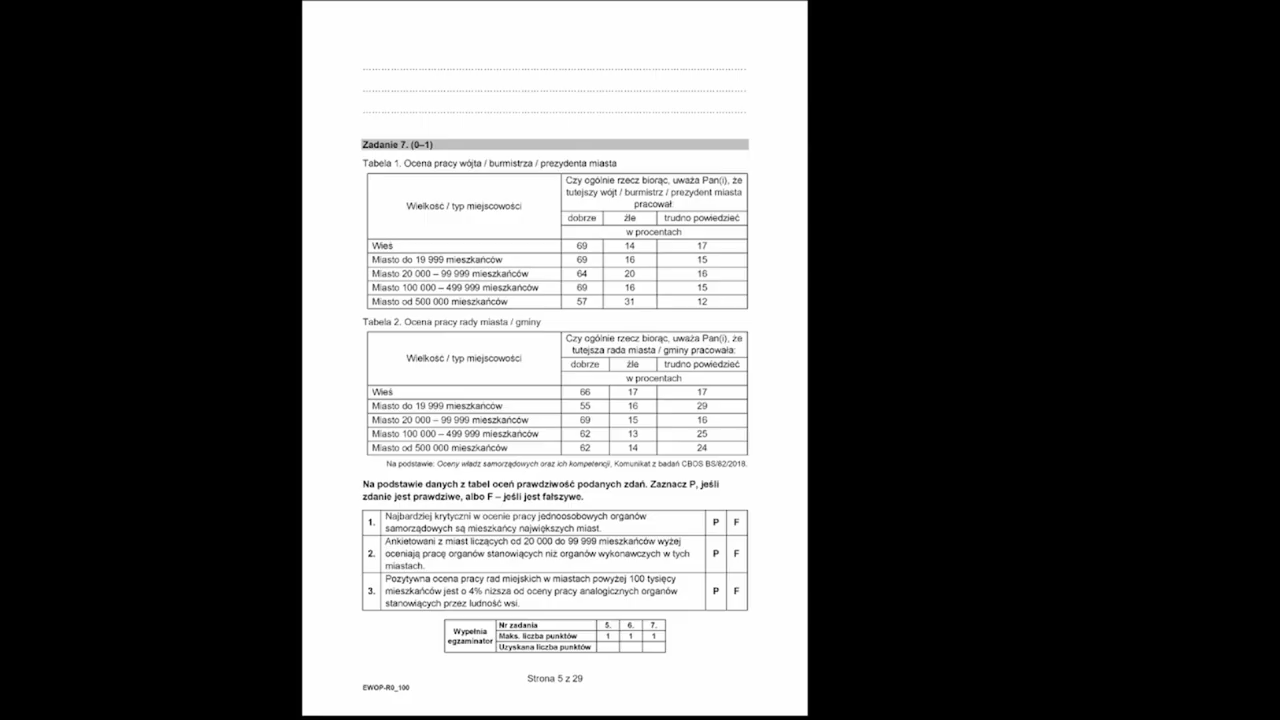 Zadanie 7. (0–1)
Tabela 1. Ocena pracy wójta / burmistrza / prezydenta miasta
Wielkość / typ miejscowości
Czy ogólnie rzecz biorąc, uważa Pan(i), że
tutejszy wójt / burmistrz / prezydent miasta
pracował:
dobrze źle trudno powiedzieć
w procentach
Wieś 69 14 17
Miasto do 19 999 mieszkańców 69 16 15
Miasto 20 000 – 99 999 mieszkańców 64 20 16
Miasto 100 000 – 499 999 mieszkańców 69 16 15
Miasto od 500 000 mieszkańców 57 31 12
Tabela 2. Ocena pracy rady miasta / gminy
Wielkość / typ miejscowości
Czy ogólnie rzecz biorąc, uważa Pan(i), że
tutejsza rada miasta / gminy pracowała:
dobrze źle trudno powiedzieć
w procentach
Wieś 66 17 17
Miasto do 19 999 mieszkańców 55 16 29
Miasto 20 000 – 99 999 mieszkańców 69 15 16
Miasto 100 000 – 499 999 mieszkańców 62 13 25
Miasto od 500 000 mieszkańców 62 14 24
Na podstawie: Oceny władz samorządowych oraz ich kompetencji, Komunikat z badań CBOS BS/62/2018.
Na podstawie danych z tabel oceń prawdziwość podanych zdań. Zaznacz P, jeśli
zdanie jest prawdziwe, albo F – jeśli jest fałszywe.
1. Najbardziej krytyczni w ocenie pracy jednoosobowych organów
samorządowych są mieszkańcy największych miast. P F
2. Ankietowani z miast liczących od 20 000 do 99 999 mieszkańców wyżej
oceniają pracę organów stanowiących niż organów wykonawczych w tych
miastach. P F
3. Pozytywna ocena pracy rad miejskich w miastach powyżej 100 tysięcy
mieszkańców jest o 4% niższa od oceny pracy analogicznych organów
stanowiących przez ludność wsi. P F
Wypełnia
egzaminator
Nr zadania 5. 6. 7.
Maks. liczba punktów 1 1 1
Uzyskana liczba punktów
Strona 5 z 29
EWOP-R0_100